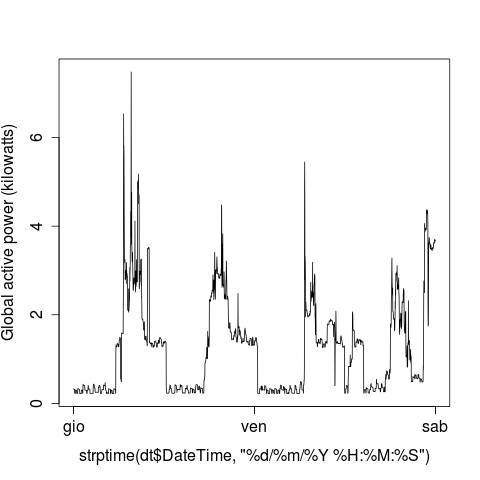 Global active power (kilowatts)
6
4
2
0
gio ven sab
strptime(dt$DateTime, "%d/%m/%Y %H:%M:%S")